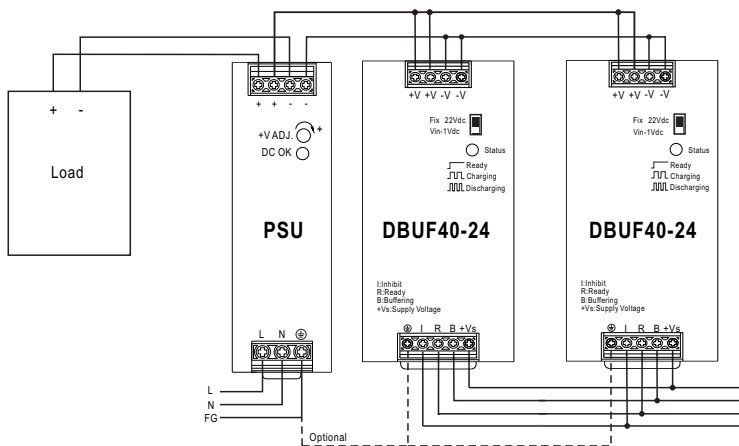 + -
Load
+ + - -
+V ADJ. +
DC OK
PSU
L N
L
N
FG
Optional
+V +V -V -V
Fix 22Vdc
Vin-1Vdc
Status
Ready
Charging
Discharging
DBUF40-24
I:Inhibit
R:Ready
B:Buffering
+Vs:Supply Voltage
I R B +Vs
+V +V -V -V
Fix 22Vdc
Vin-1Vdc
Status
Ready
Charging
Discharging
DBUF40-24
I:Inhibit
R:Ready
B:Buffering
+Vs:Supply Voltage
I R B +Vs